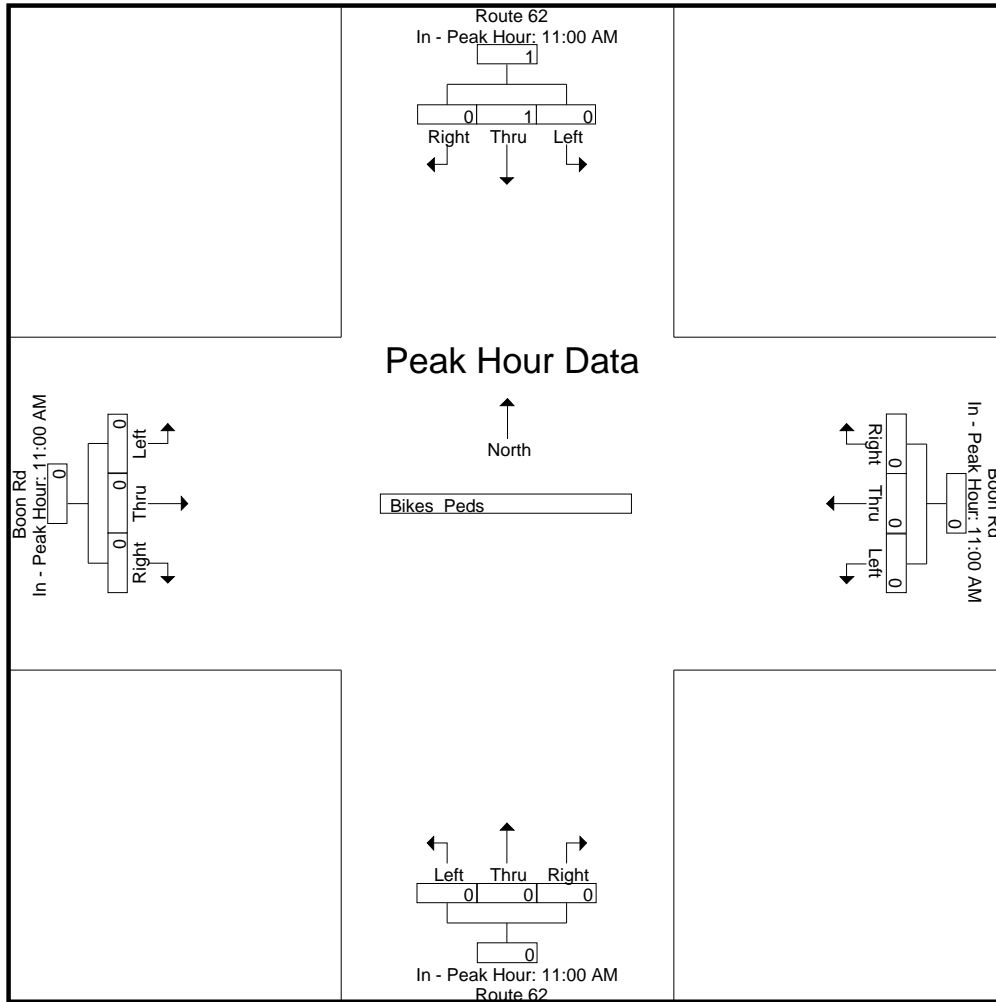 Route 62
In - Peak Hour: 11:00 AM
1
0 1 0
Right Thru Left
Peak Hour Data
North
Bikes Peds
Boon Rd
In - Peak Hour: 11:00 AM
0
0 0 0
Left Thru Right
Boon Rd
In - Peak Hour: 11:00 AM
0
0 0 0
Right Thru Left
Left Thru Right
0 0 0
0
In - Peak Hour: 11:00 AM
Route 62